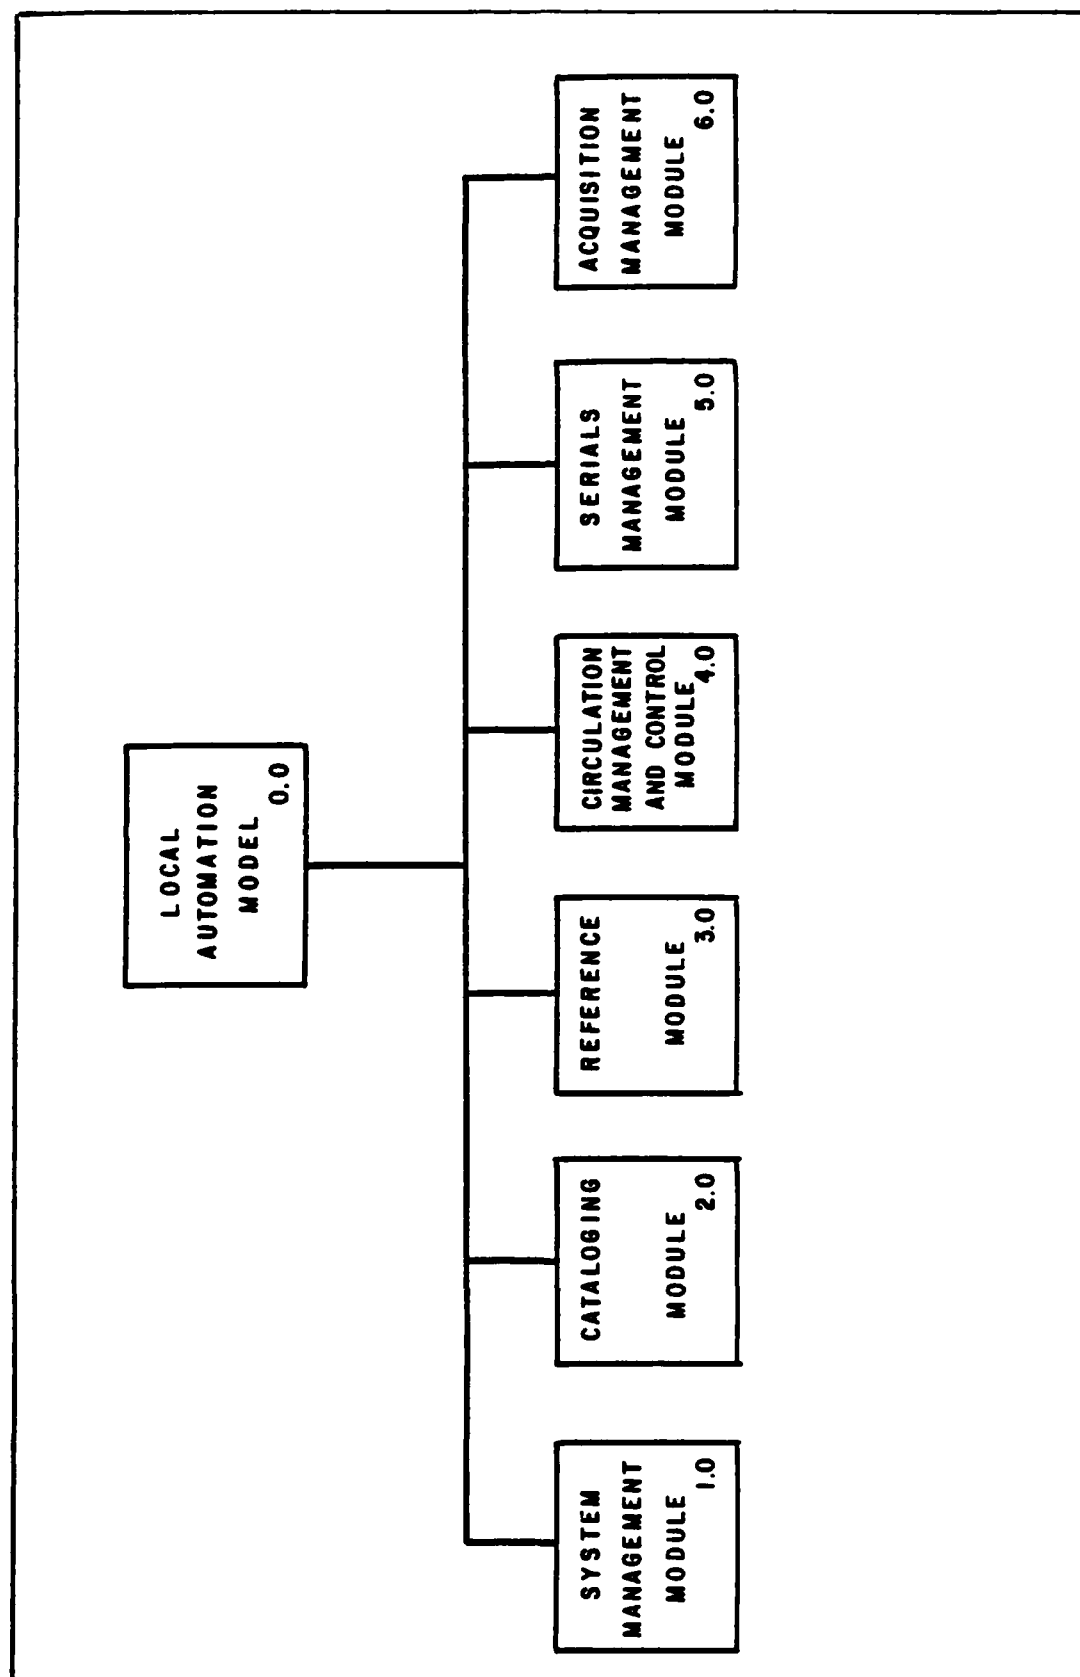 LOCAL
AUTOMATION
MODEL
0.0
SYSTEM
MANAGEMENT
MODULE
1.0
CATALOGING
MODULE
2.0
REFERENCE
MODULE
3.0
CIRCULATION
MANAGEMENT
AND CONTROL
MODULE
4.0
SERIALS
MANAGEMENT
MODULE
5.0
ACQUISITION
MANAGEMENT
MODULE
6.0